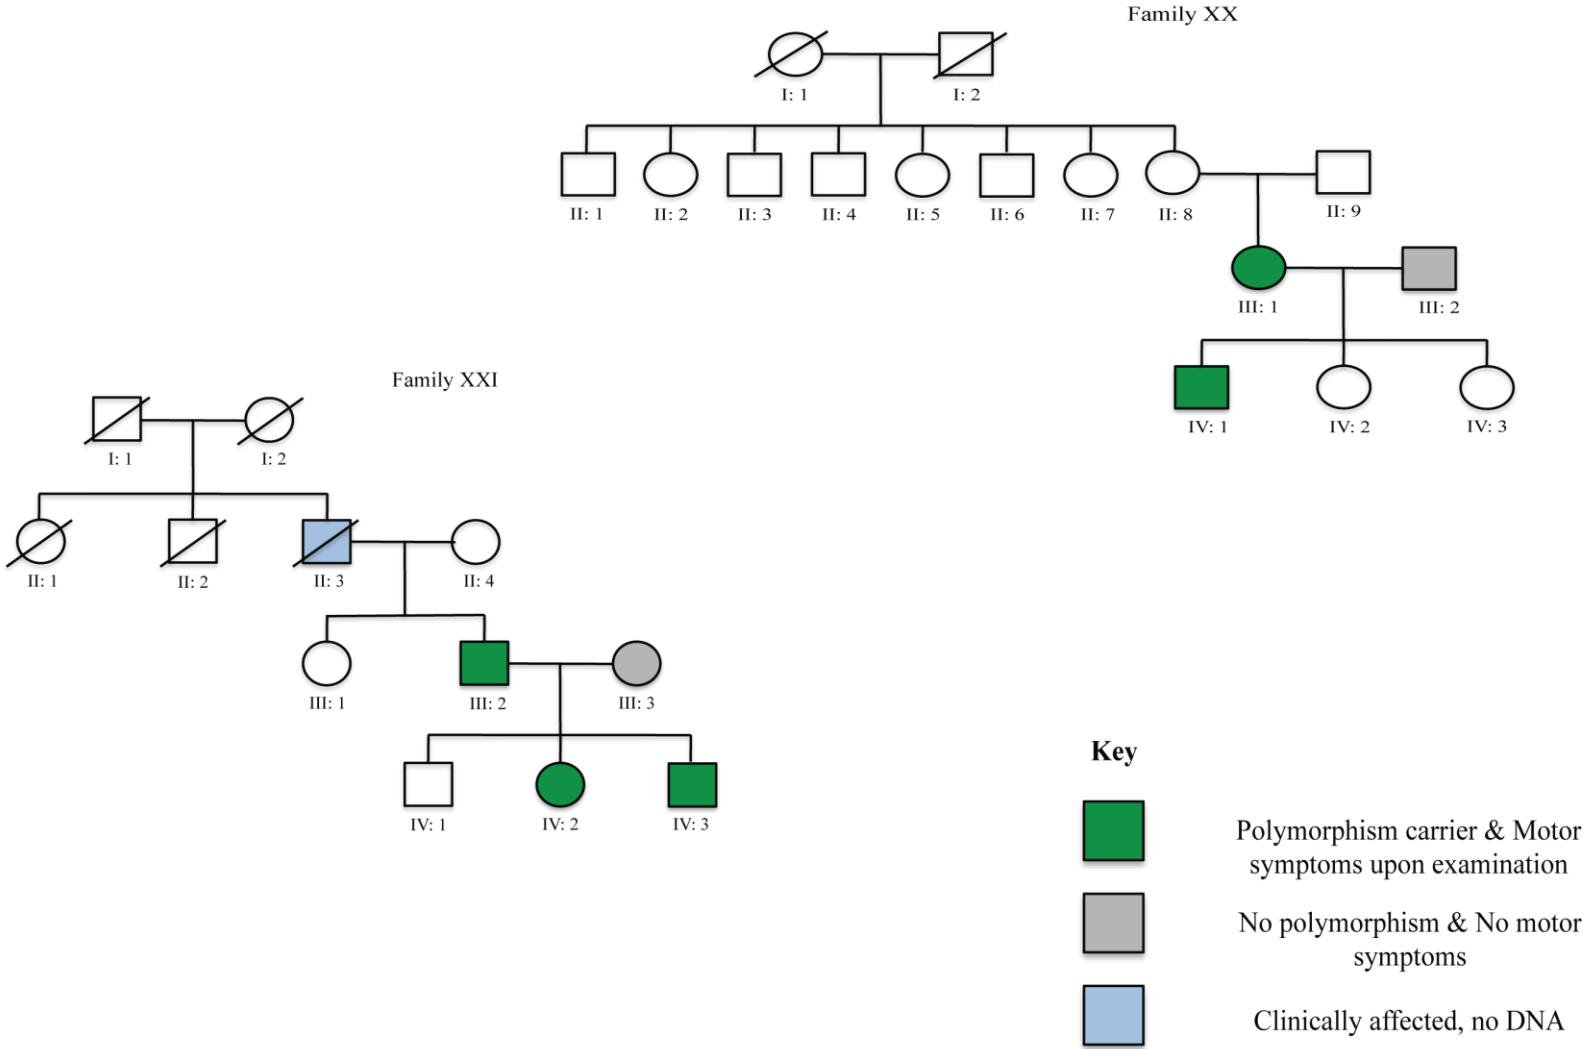 Family XX
I: 1
I: 2
II: 1
II: 2
II: 3
II: 4
II: 5
II: 6
II: 7
II: 8
II: 9
III: 1
III: 2
IV: 1
IV: 2
IV: 3
Family XXI
I: 1
I: 2
II: 1
II: 2
II: 3
II: 4
III: 1
III: 2
III: 3
IV: 1
IV: 2
IV: 3
Key
Polymorphism carrier & Motor
symptoms upon examination
No polymorphism & No motor
symptoms
Clinically affected, no DNA